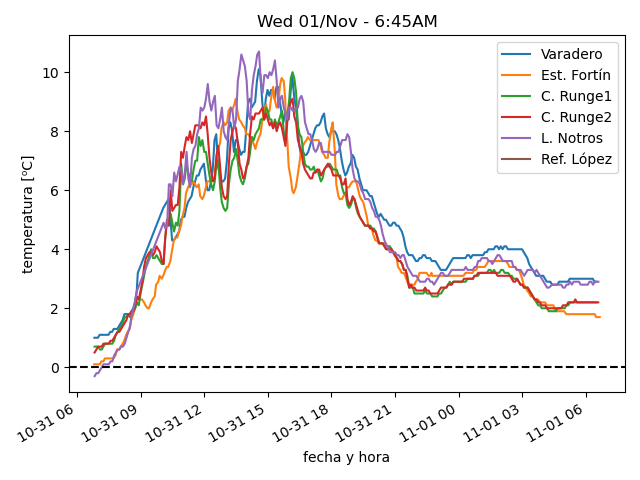 Wed 01/Nov - 6:45AM
temperatura [ºC]
10
8
6
4
2
0
Varadero
Est. Fortín
C. Runge1
C. Runge2
L. Notros
Ref. López
10-31 06
10-31 09
10-31 12
10-31 15
10-31 18
10-31 21
11-01 00
11-01 03
11-01 06
fecha y hora